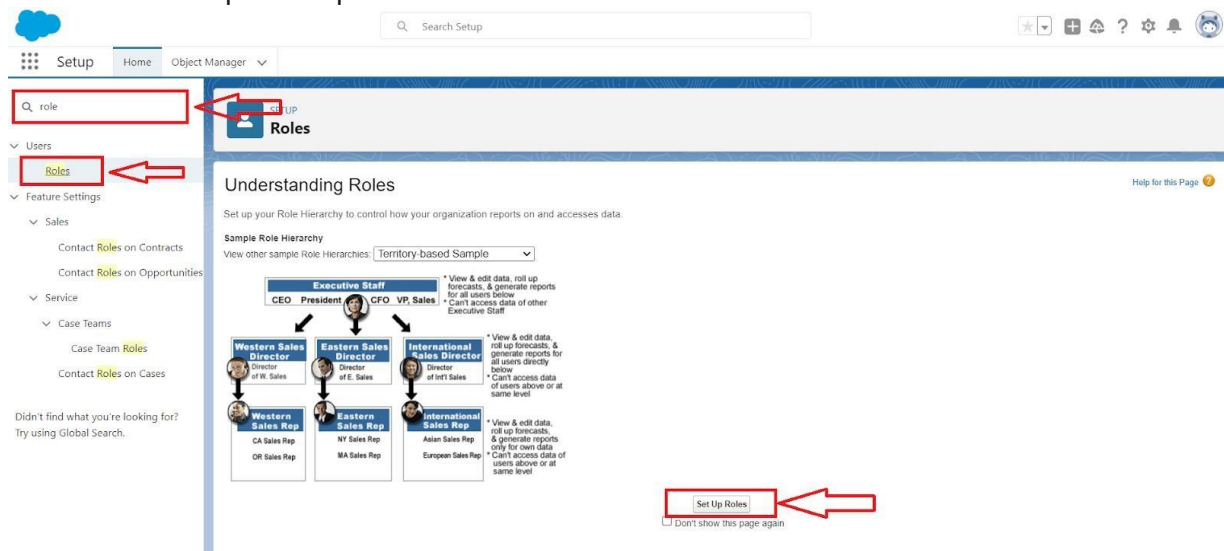 Search Setup
Setup
Home
Object Manager
role
Users
Roles
Feature Settings
Sales
Contact Roles on Contracts
Contact Roles on Opportunities
Service
Case Teams
Case Team Roles
Contact Roles on Cases
Didn't find what you're looking for?
Try using Global Search.
SETUP
Roles
Understanding Roles
Help for this Page
Set up your Role Hierarchy to control how your organization reports on and accesses data.
Sample Role Hierarchy
View other sample Role Hierarchies: Territory-based Sample
Executive Staff
CEO President CFO VP, Sales
* View & edit data, roll up
forecasts, & generate reports
for all users below
* Can't access data of other
Executive Staff
Western Sales
Director
Director
of W. Sales
Eastern Sales
Director
Director
of E. Sales
International
Sales Director
Director
of Int'l Sales
* View & edit data,
roll up forecasts, &
generate reports for
all users directly
below
* Can't access data
of users above or at
same level
Western
Sales Rep
CA Sales Rep
OR Sales Rep
Eastern
Sales Rep
NY Sales Rep
MA Sales Rep
International
Sales Rep
Asian Sales Rep
European Sales Rep
* View & edit data,
roll up forecasts,
& generate reports
only for own data
* Can't access data of
users above or at
same level
Set Up Roles
Don't show this page again